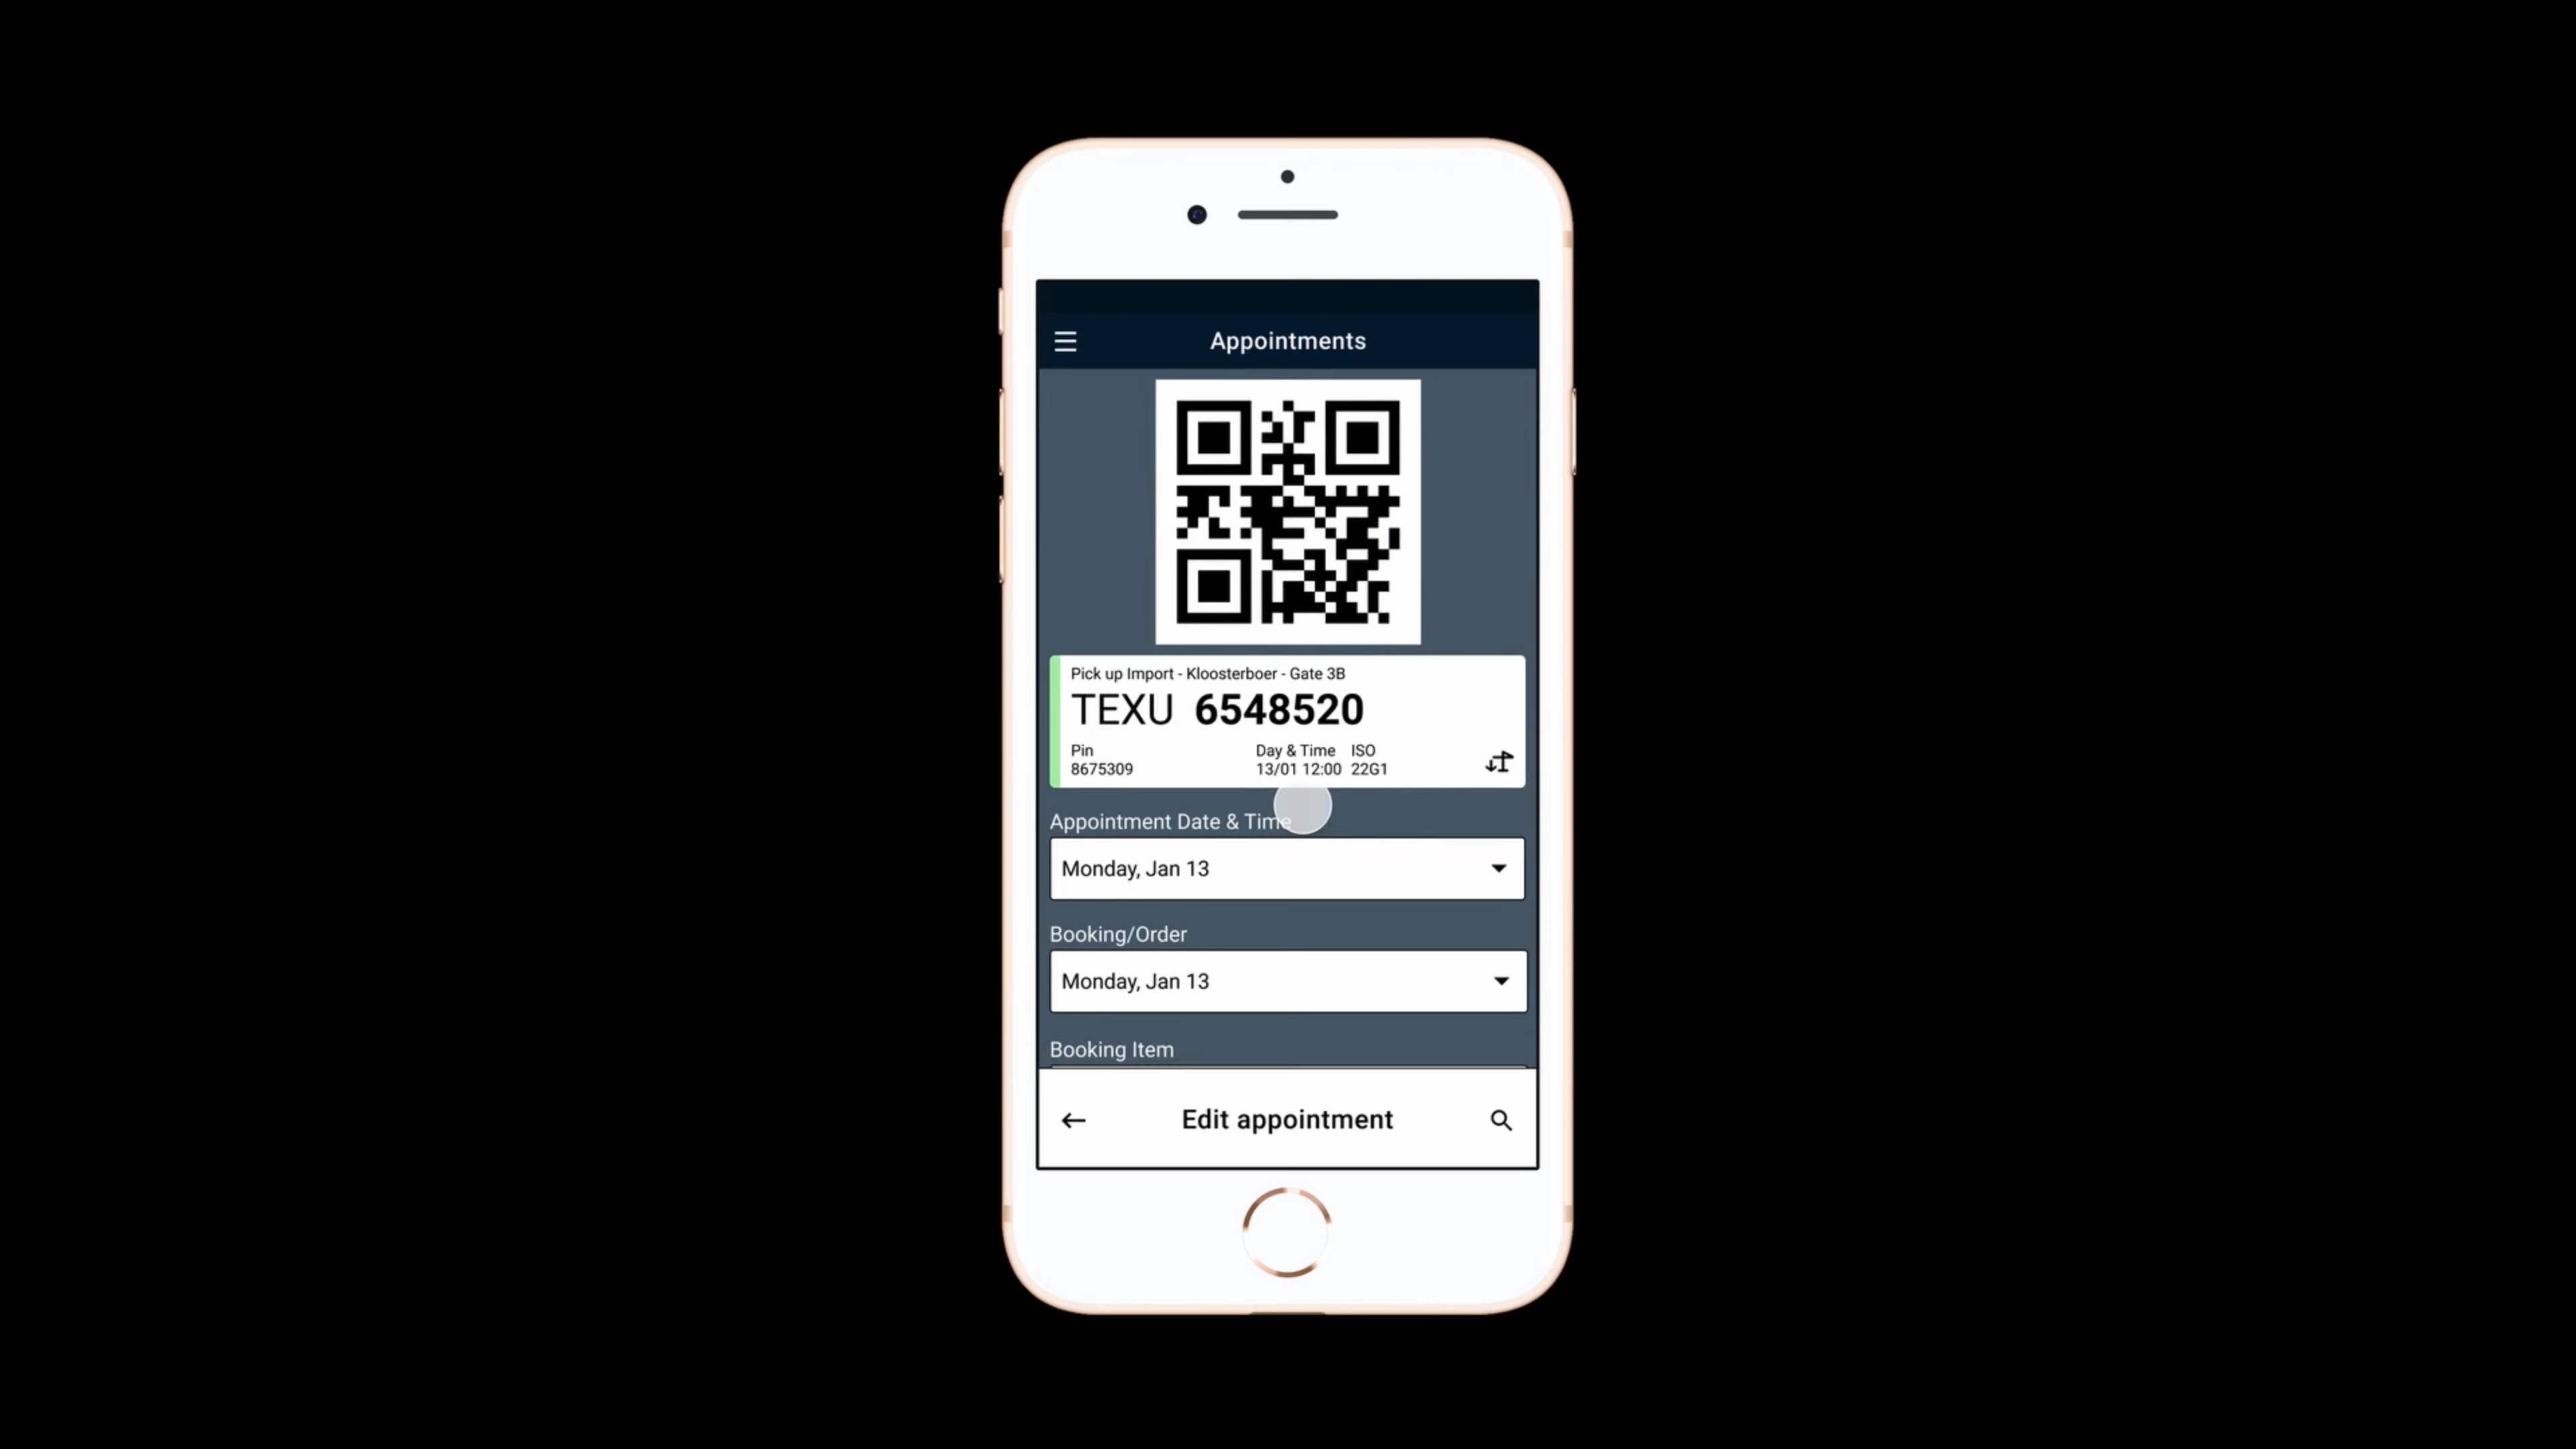 Appointments
Pick up Import - Kloosterboer - Gate 3B
TEXU 6548520
Pin Day & Time ISO
8675309 13/01 12:00 22G1
Appointment Date & Time
Monday, Jan 13
Booking/Order
Monday, Jan 13
Booking Item
Edit appointment